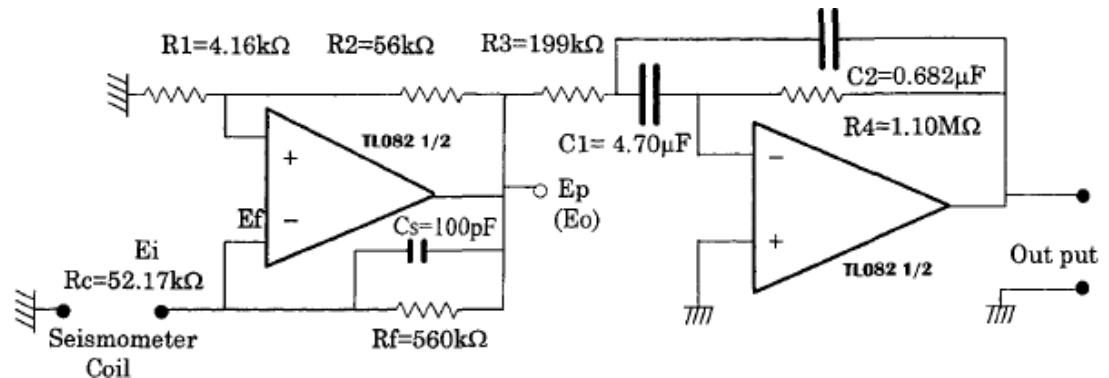 R1=4.16kΩ
R2=56kΩ
R3=199kΩ
C2=0.682μF
TL082 1/2
C1= 4.70μF
R4=1.10MΩ
+
−
Ef
Ep
(Eo)
Cs=100pF
−
+
TL082 1/2
Ei
Rc=52.17kΩ
Out put
Seismometer
Coil
Rf=560kΩ